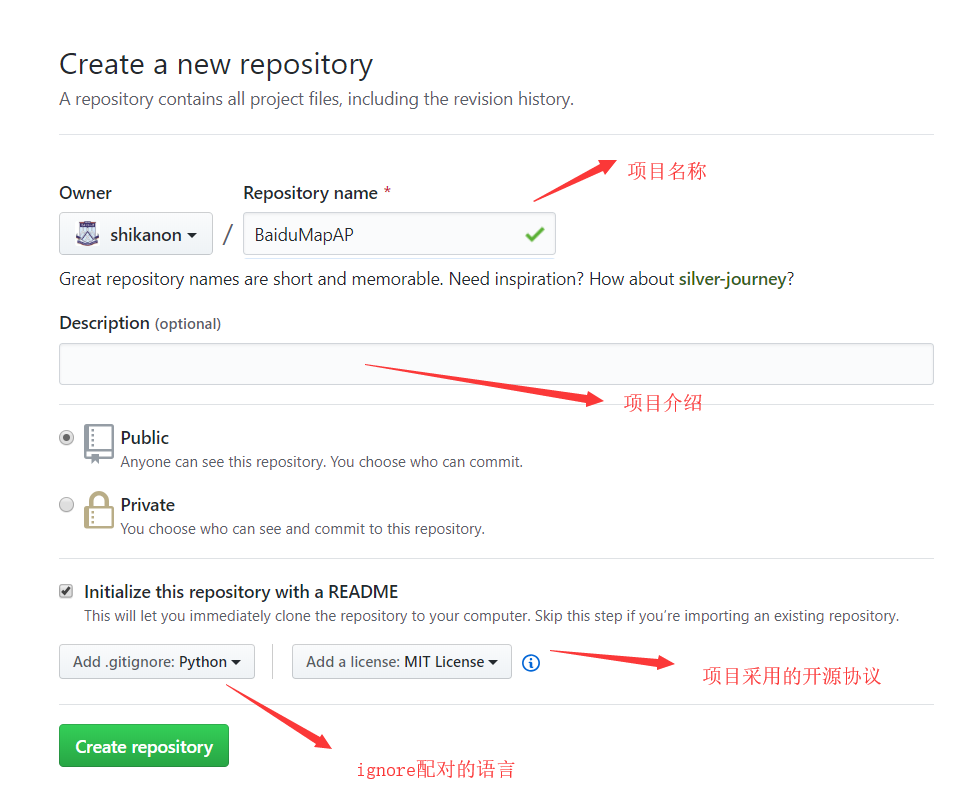 Create a new repository
A repository contains all project files, including the revision history.
项目名称
Owner
Repository name *
shikanon
/
BaiduMapAP
Great repository names are short and memorable. Need inspiration? How about silver-journey?
Description (optional)
项目介绍
Public
Anyone can see this repository. You choose who can commit.
Private
You choose who can see and commit to this repository.
Initialize this repository with a README
This will let you immediately clone the repository to your computer. Skip this step if you're importing an existing repository.
Add .gitignore: Python
Add a license: MIT License
项目采用的开源协议
Create repository
ignore配对的语言